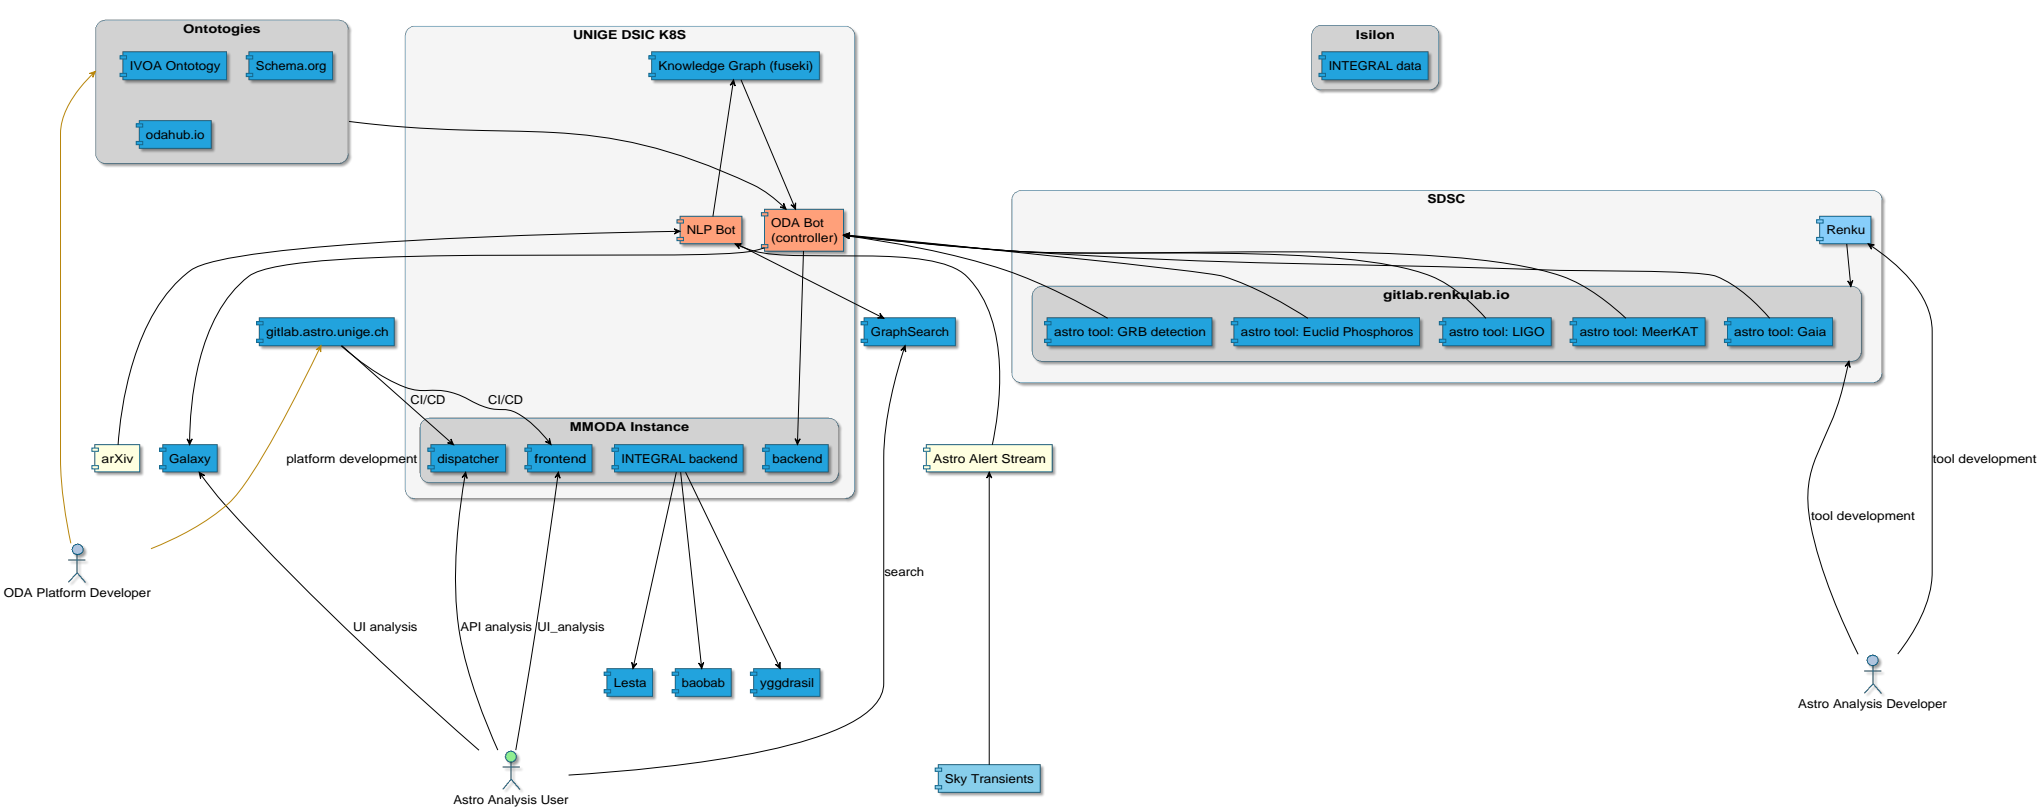 Ontotogies
IVOA Ontotogy
Schema.org
odahub.io
UNIGE DSIC K8S
Knowledge Graph (fuseki)
NLP Bot
ODA Bot
(controller)
Isilon
INTEGRAL data
SDSC
Renku
gitlab.renkulab.io
astro tool: GRB detection
astro tool: Euclid Phosphoros
astro tool: LIGO
astro tool: MeerKAT
astro tool: Gaia
gitlab.astro.unige.ch
GraphSearch
CI/CD
CI/CD
MMODA Instance
dispatcher
frontend
INTEGRAL backend
backend
arXiv
Galaxy
platform development
Astro Alert Stream
tool development
tool development
ODA Platform Developer
search
UI analysis
API analysis
UI_analysis
Lesta
baobab
yggdrasil
Astro Analysis Developer
Sky Transients
Astro Analysis User